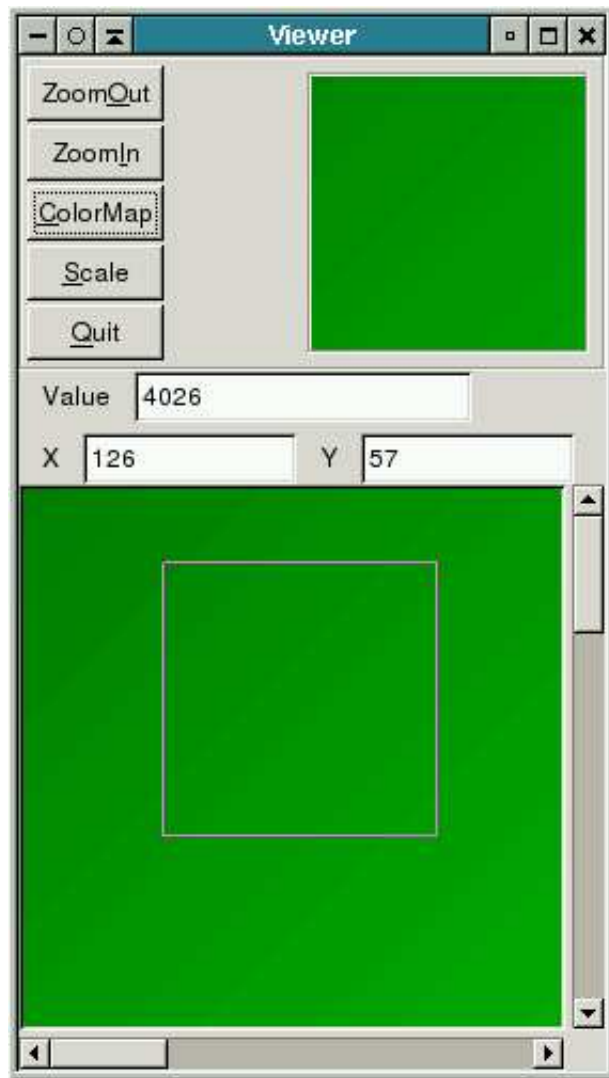 Viewer
ZoomOut
ZoomIn
ColorMap
Scale
Quit
Value 4026
X 126 Y 57